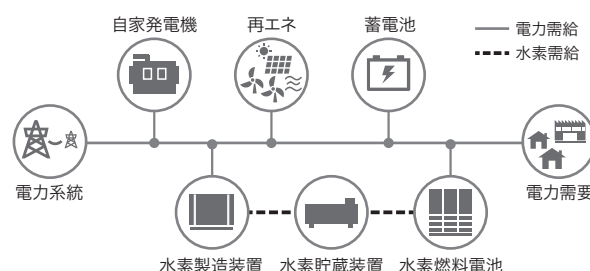 自家発電機
再エネ
蓄電池
電力需給
水素需給
電力系統
電力需要
水素製造装置
水素貯蔵装置
水素燃料電池